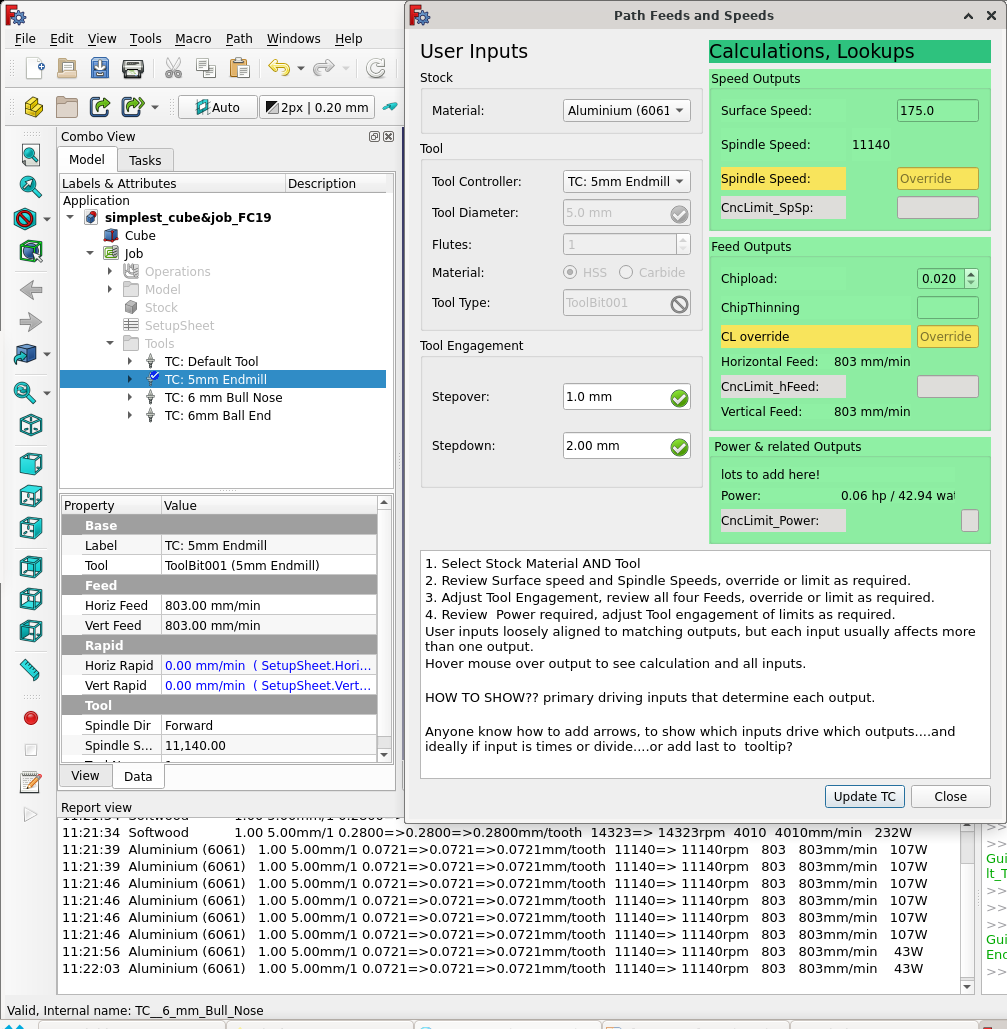 File Edit View Tools Macro Path Windows Help
Auto 2px | 0.20 mm
Combo View
Model Tasks
Labels & Attributes Description
Application
simplest_cube&job_FC19
Cube
Job
Operations
Model
Stock
SetupSheet
Tools
TC: Default Tool
TC: 5mm Endmill
TC: 6 mm Bull Nose
TC: 6mm Ball End
Property Value
Base
Label TC: 5mm Endmill
Tool ToolBit001 (5mm Endmill)
Feed
Horiz Feed 803.00 mm/min
Vert Feed 803.00 mm/min
Rapid
Horiz Rapid 0.00 mm/min ( SetupSheet.Hori...
Vert Rapid 0.00 mm/min ( SetupSheet.Vert...
Tool
Spindle Dir Forward
Spindle S... 11,140.00
View Data
Path Feeds and Speeds
User Inputs
Stock
Material: Aluminium (6061
Tool
Tool Controller: TC: 5mm Endmill
Tool Diameter: 5.0 mm
Flutes: 1
Material: HSS Carbide
Tool Type: ToolBit001
Tool Engagement
Stepover: 1.0 mm
Stepdown: 2.00 mm
Calculations, Lookups
Speed Outputs
Surface Speed: 175.0
Spindle Speed: 11140
Spindle Speed: Override
CncLimit_SpSp:
Feed Outputs
Chipload: 0.020
ChipThinning
CL override Override
Horizontal Feed: 803 mm/min
CncLimit_hFeed:
Vertical Feed: 803 mm/min
Power & related Outputs
lots to add here!
Power: 0.06 hp / 42.94 wat
CncLimit_Power:
1. Select Stock Material AND Tool
2. Review Surface speed and Spindle Speeds, override or limit as required.
3. Adjust Tool Engagement, review all four Feeds, override or limit as required.
4. Review  Power required, adjust Tool engagement of limits as required.
User inputs loosely aligned to matching outputs, but each input usually affects more
than one output.
Hover mouse over output to see calculation and all inputs.
HOW TO SHOW?? primary driving inputs that determine each output.
Anyone know how to add arrows, to show which inputs drive which outputs....and
ideally if input is times or divide....or add last to  tooltip?
Update TC Close
Report view
11:21:34 Softwood 1.00 5.00mm/1 0.2800=>0.2800=>0.2800mm/tooth 14323=> 14323rpm 4010 4010mm/min 232W
11:21:39 Aluminium (6061) 1.00 5.00mm/1 0.0721=>0.0721=>0.0721mm/tooth 11140=> 11140rpm 803 803mm/min 107W
11:21:39 Aluminium (6061) 1.00 5.00mm/1 0.0721=>0.0721=>0.0721mm/tooth 11140=> 11140rpm 803 803mm/min 107W
11:21:46 Aluminium (6061) 1.00 5.00mm/1 0.0721=>0.0721=>0.0721mm/tooth 11140=> 11140rpm 803 803mm/min 107W
11:21:46 Aluminium (6061) 1.00 5.00mm/1 0.0721=>0.0721=>0.0721mm/tooth 11140=> 11140rpm 803 803mm/min 107W
11:21:46 Aluminium (6061) 1.00 5.00mm/1 0.0721=>0.0721=>0.0721mm/tooth 11140=> 11140rpm 803 803mm/min 107W
11:21:46 Aluminium (6061) 1.00 5.00mm/1 0.0721=>0.0721=>0.0721mm/tooth 11140=> 11140rpm 803 803mm/min 107W
11:21:56 Aluminium (6061) 1.00 5.00mm/1 0.0721=>0.0721=>0.0721mm/tooth 11140=> 11140rpm 803 803mm/min 43W
11:22:03 Aluminium (6061) 1.00 5.00mm/1 0.0721=>0.0721=>0.0721mm/tooth 11140=> 11140rpm 803 803mm/min 43W
>>
>>
Gui
lt_T
>>
>>
>>
Gui
Enc
>>
Valid, Internal name: TC__6_mm_Bull_Nose